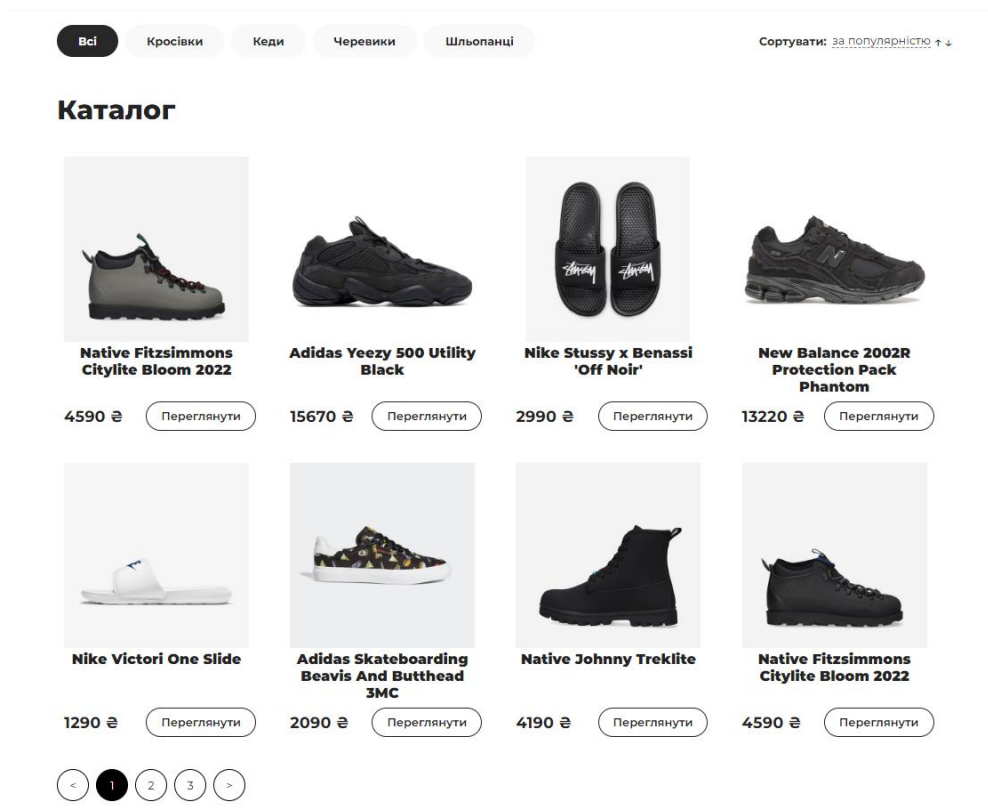 Всі Кросівки Кеди Черевики Шльопанці Сортувати: за популярністю ↑ ↓
Каталог
STUSSY STUSSY
N
Native Fitzsimmons
Citylite Bloom 2022
Adidas Yeezy 500 Utility
Black
Nike Stussy x Benassi
'Off Noir'
New Balance 2002R
Protection Pack
Phantom
4590 ₴ Переглянути 15670 ₴ Переглянути 2990 ₴ Переглянути 13220 ₴ Переглянути
Nike Victori One Slide
Adidas Skateboarding
Beavis And Butthead
3MC
Native Johnny Treklite
Native Fitzsimmons
Citylite Bloom 2022
1290 ₴ Переглянути 2090 ₴ Переглянути 4190 ₴ Переглянути 4590 ₴ Переглянути
< 1 2 3 >